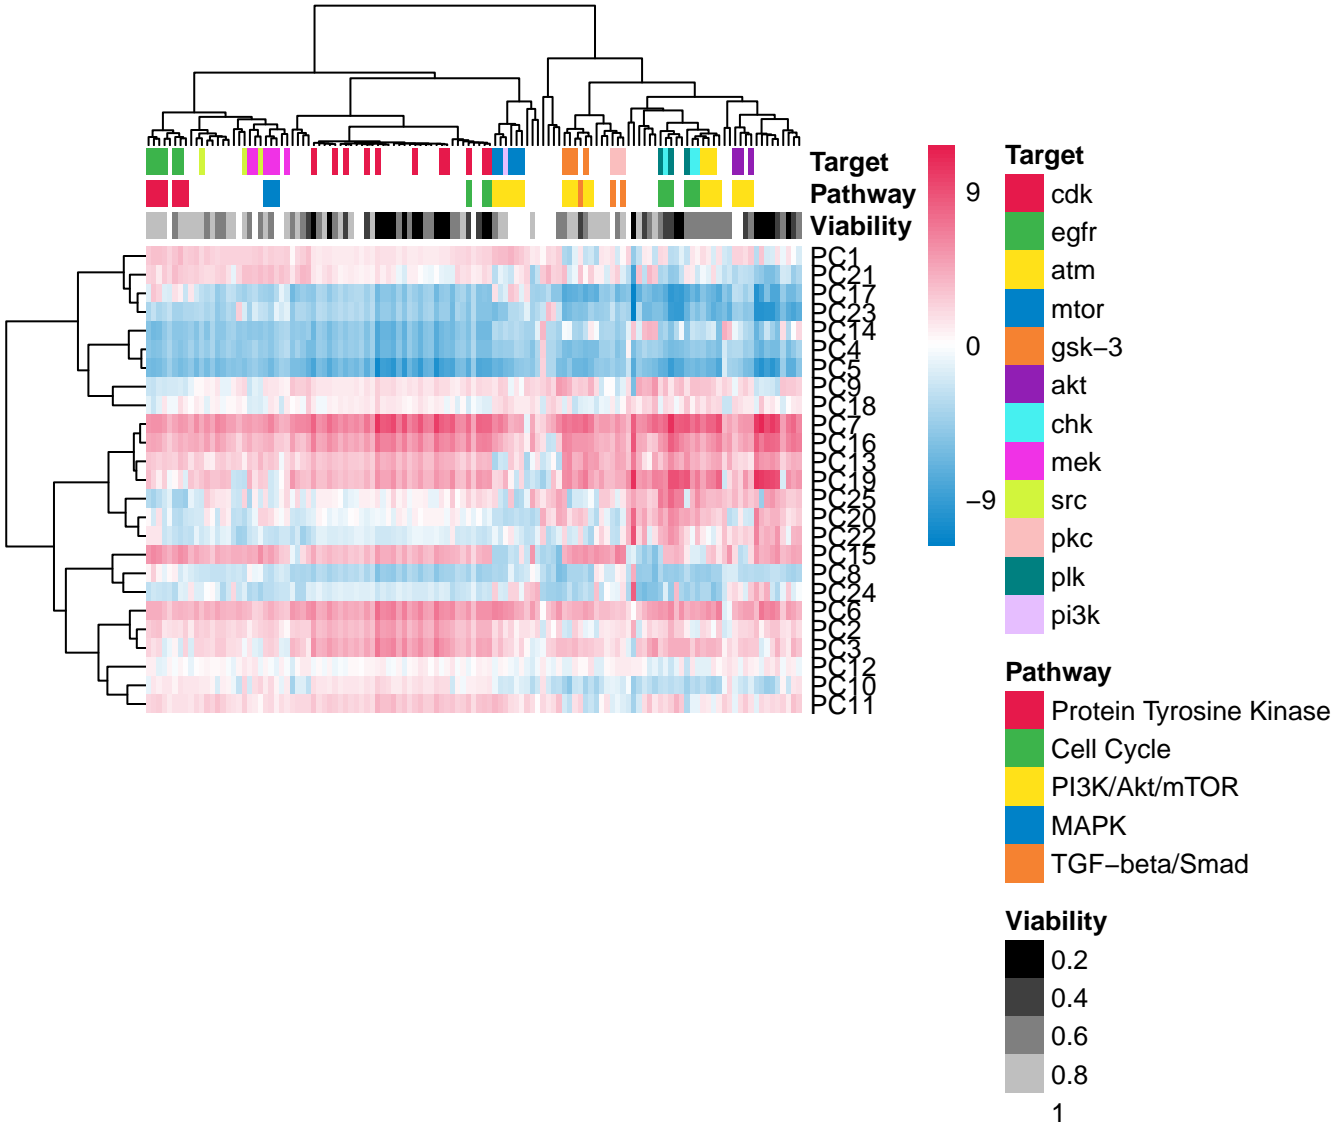 Target
Pathway
Viability
PC1
PC21
PC17
PC23
PC14
PC4
PC5
PC9
PC18
PC7
PC16
PC13
PC19
PC25
PC20
PC22
PC15
PC8
PC24
PC6
PC2
PC3
PC12
PC10
PC11
9
0
−9
Target
cdk
egfr
atm
mtor
gsk−3
akt
chk
mek
src
pkc
plk
pi3k
Pathway
Protein Tyrosine Kinase
Cell Cycle
PI3K/Akt/mTOR
MAPK
TGF−beta/Smad
Viability
0.2
0.4
0.6
0.8
1